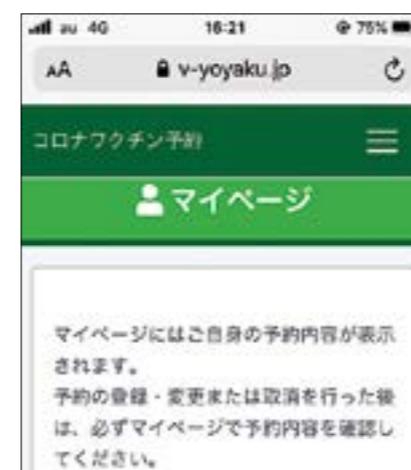 au 4G 16:21 75%
AA v-yoyaku.jp
コロナワクチン予約
マイページ
マイページにはご自身の予約内容が表示
されます。
予約の登録・変更または取消を行った後
は、必ずマイページで予約内容を確認し
てください。